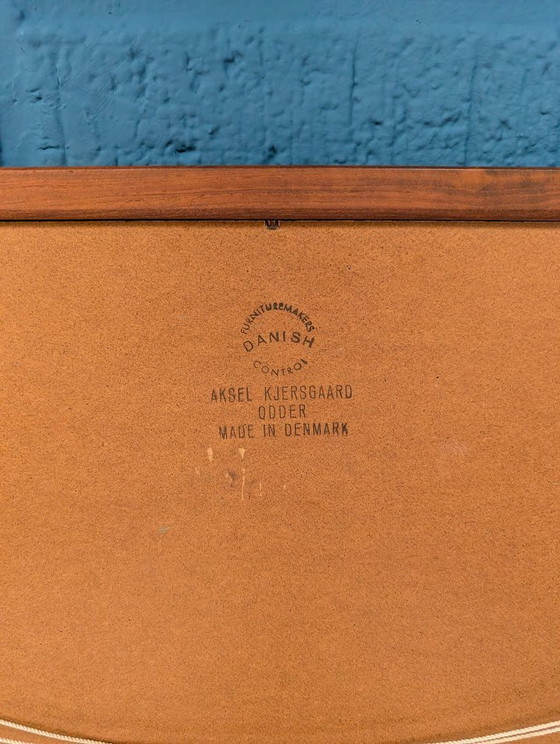 FURNITUREMAKERS
DANISH
CONTROL
AKSEL KJERSGAARD
ODDER
MADE IN DENMARK